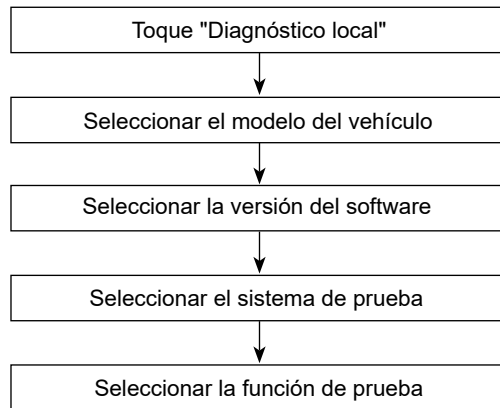 Toque "Diagnóstico local"
Seleccionar el modelo del vehículo
Seleccionar la versión del software
Seleccionar el sistema de prueba
Seleccionar la función de prueba